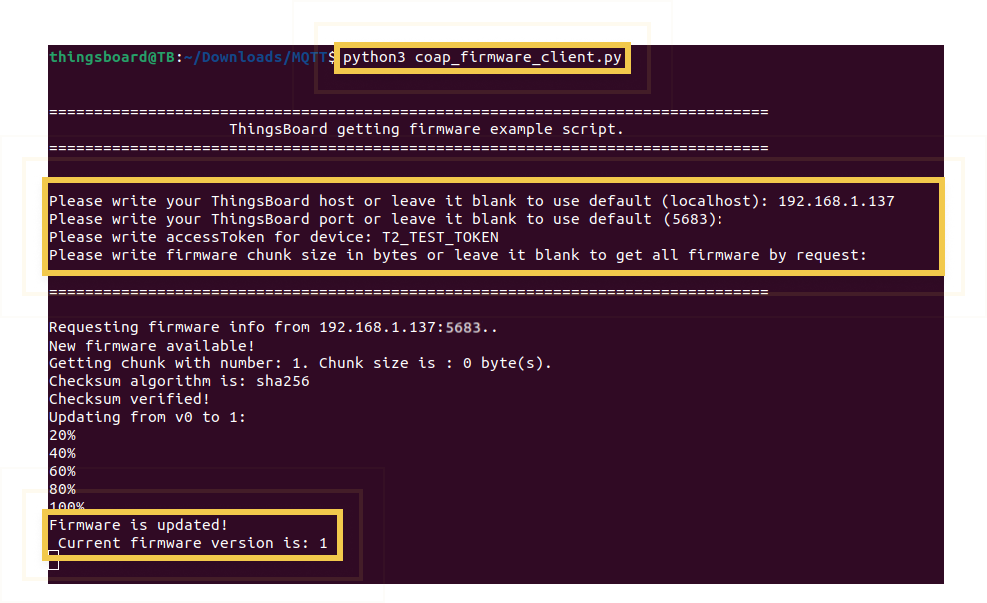 thingsboard@TB:~/Downloads/MQTT$ python3 coap_firmware_client.py
================================================================================
ThingsBoard getting firmware example script.
================================================================================
Please write your ThingsBoard host or leave it blank to use default (localhost): 192.168.1.137
Please write your ThingsBoard port or leave it blank to use default (5683):
Please write accessToken for device: T2_TEST_TOKEN
Please write firmware chunk size in bytes or leave it blank to get all firmware by request:
================================================================================
Requesting firmware info from 192.168.1.137:5683..
New firmware available!
Getting chunk with number: 1. Chunk size is : 0 byte(s).
Checksum algorithm is: sha256
Checksum verified!
Updating from v0 to 1:
20%
40%
60%
80%
100%
Firmware is updated!
Current firmware version is: 1